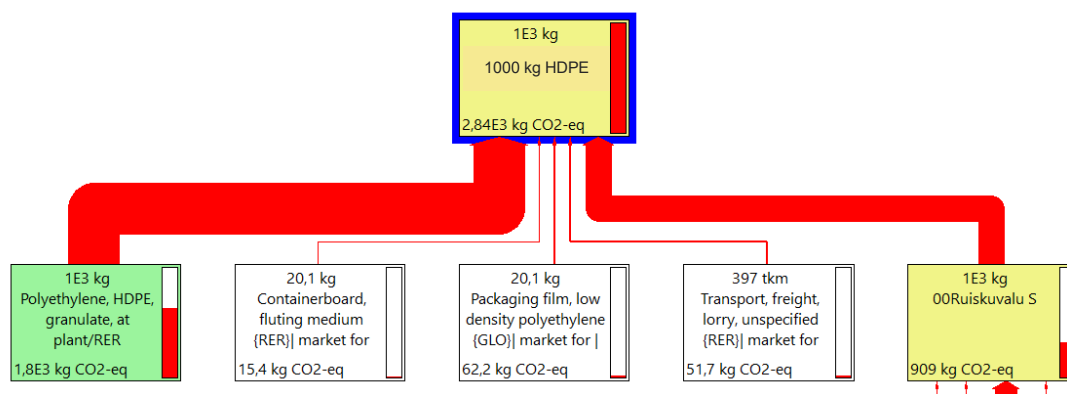 1E3 kg
1000 kg HDPE
2,84E3 kg CO2-eq
1E3 kg
Polyethylene, HDPE,
granulate, at
plant/RER
1,8E3 kg CO2-eq
20,1 kg
Containerboard,
fluting medium
{RER}| market for
15,4 kg CO2-eq
20,1 kg
Packaging film, low
density polyethylene
{GLO}| market for |
62,2 kg CO2-eq
397 tkm
Transport, freight,
lorry, unspecified
{RER}| market for
51,7 kg CO2-eq
1E3 kg
00Ruiskuvalu S
909 kg CO2-eq